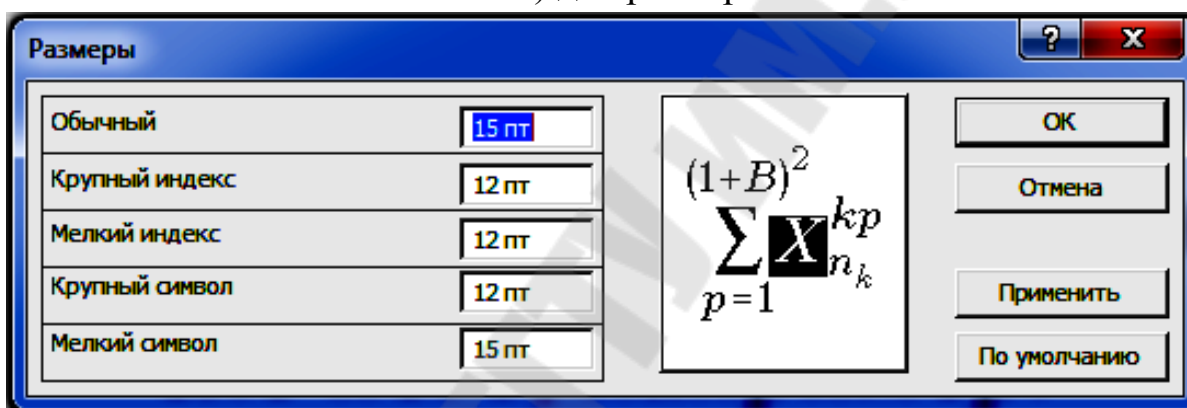 Размеры
Обычный 15 пт
Крупный индекс 12 пт
Мелкий индекс 12 пт
Крупный символ 12 пт
Мелкий символ 15 пт
(1+B)²
∑ X kp n k
p=1
? X
ОК
Отмена
Применить
По умолчанию